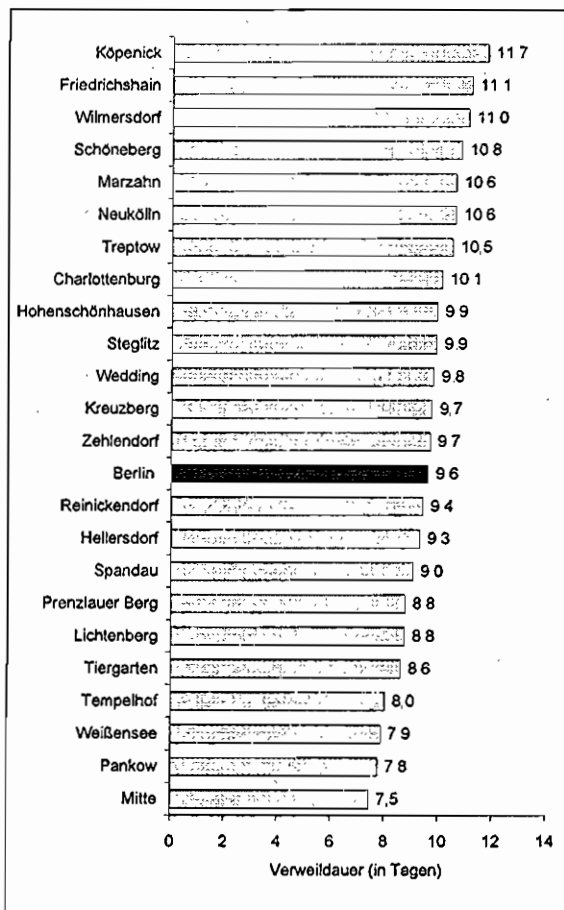 Köpenick 11 7
Friedrichshain 11 1
Wilmersdorf 11 0
Schöneberg 10 8
Marzahn 10 6
Neukölln 10 6
Treptow 10,5
Charlottenburg 10 1
Hohenschönhausen 9 9
Steglitz 9.9
Wedding 9.8
Kreuzberg 9,7
Zehlendorf 9 7
Berlin 9 6
Reinickendorf 9 4
Hellersdorf 9 3
Spandau 9 0
Prenzlauer Berg 8 8
Lichtenberg 8 8
Tiergarten 8 6
Tempelhof 8,0
Weißensee 7 9
Pankow 7 8
Mitte 7,5
0 2 4 6 8 10 12 14
Verweildauer (in Tagen)